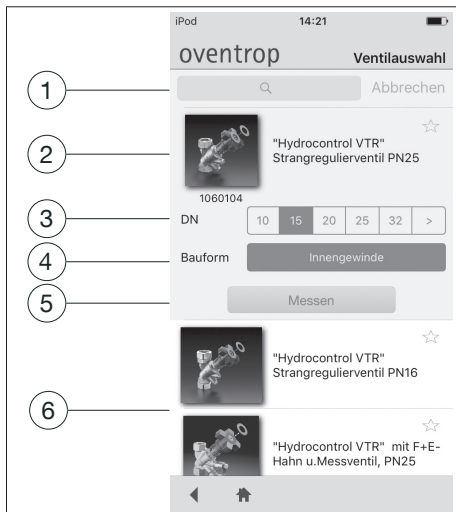 iPod 14:21
oventrop Ventilauswahl
1 Abbrechen
2 "Hydrocontrol VTR"
Strangregulierventil PN25
1060104
3 DN 10 15 20 25 32 >
4 Bauform Innengewinde
5 Messen
"Hydrocontrol VTR"
Strangregulierventil PN16
6
"Hydrocontrol VTR" mit F+E-
Hahn u.Messventil, PN25